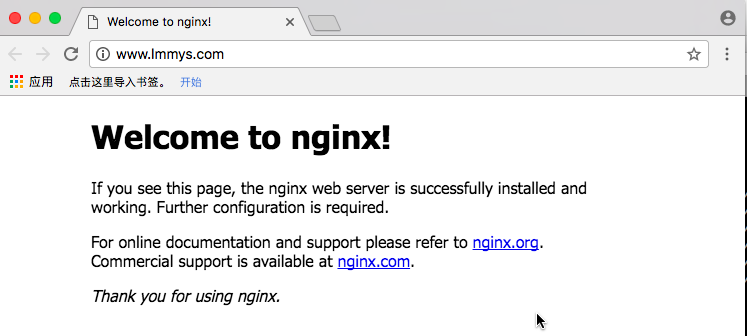 Welcome to nginx!
www.lmmys.com
应用 点击这里导入书签。 开始
Welcome to nginx!
If you see this page, the nginx web server is successfully installed and
working. Further configuration is required.
For online documentation and support please refer to nginx.org.
Commercial support is available at nginx.com.
Thank you for using nginx.